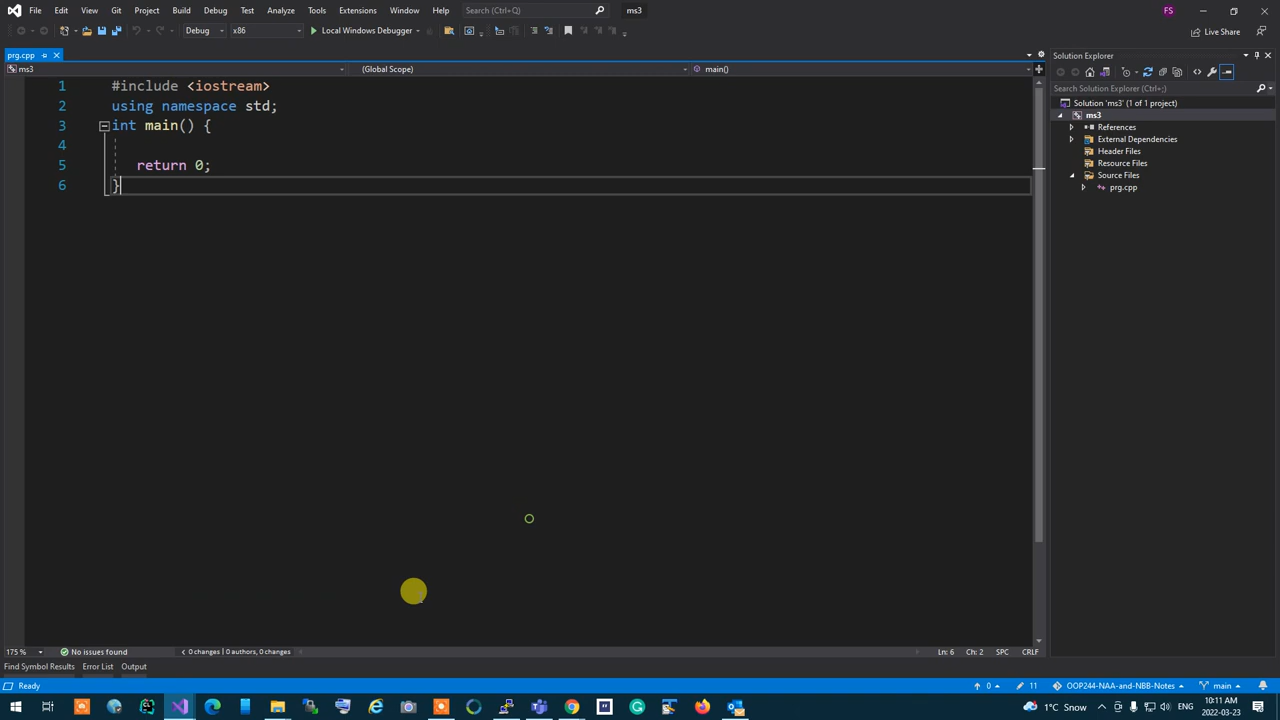 File Edit View Git Project Build Debug Test Analyze Tools Extensions Window Help Search (Ctrl+Q) ms3 FS
Debug x86 Local Windows Debugger Live Share
prg.cpp
ms3 (Global Scope) main()
1 #include <iostream>
2 using namespace std;
3 int main() {
4
5 return 0;
6 }
Solution Explorer
Search Solution Explorer (Ctrl+;)
Solution 'ms3' (1 of 1 project)
ms3
References
External Dependencies
Header Files
Resource Files
Source Files
prg.cpp
175 % No issues found 0 changes | 0 authors, 0 changes Ln: 6 Ch: 2 SPC CRLF
Find Symbol Results Error List Output
Ready 0 11 OOP244-NAA-and-NBB-Notes main
1°C Snow ENG 10:11 AM
2022-03-23